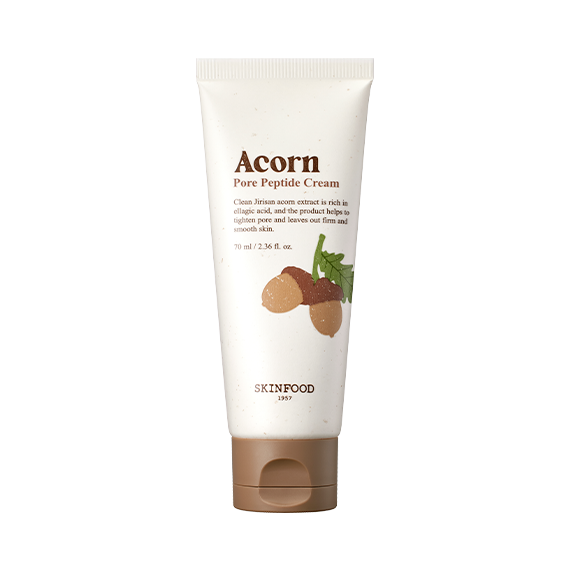 Acorn
Pore Peptide Cream
Clean Jirisan acorn extract is rich in
ellagic acid, and the product helps to
tighten pore and leaves out firm and
smooth skin.
70 ml / 2.36 fl. oz.
SKINFOOD
1957